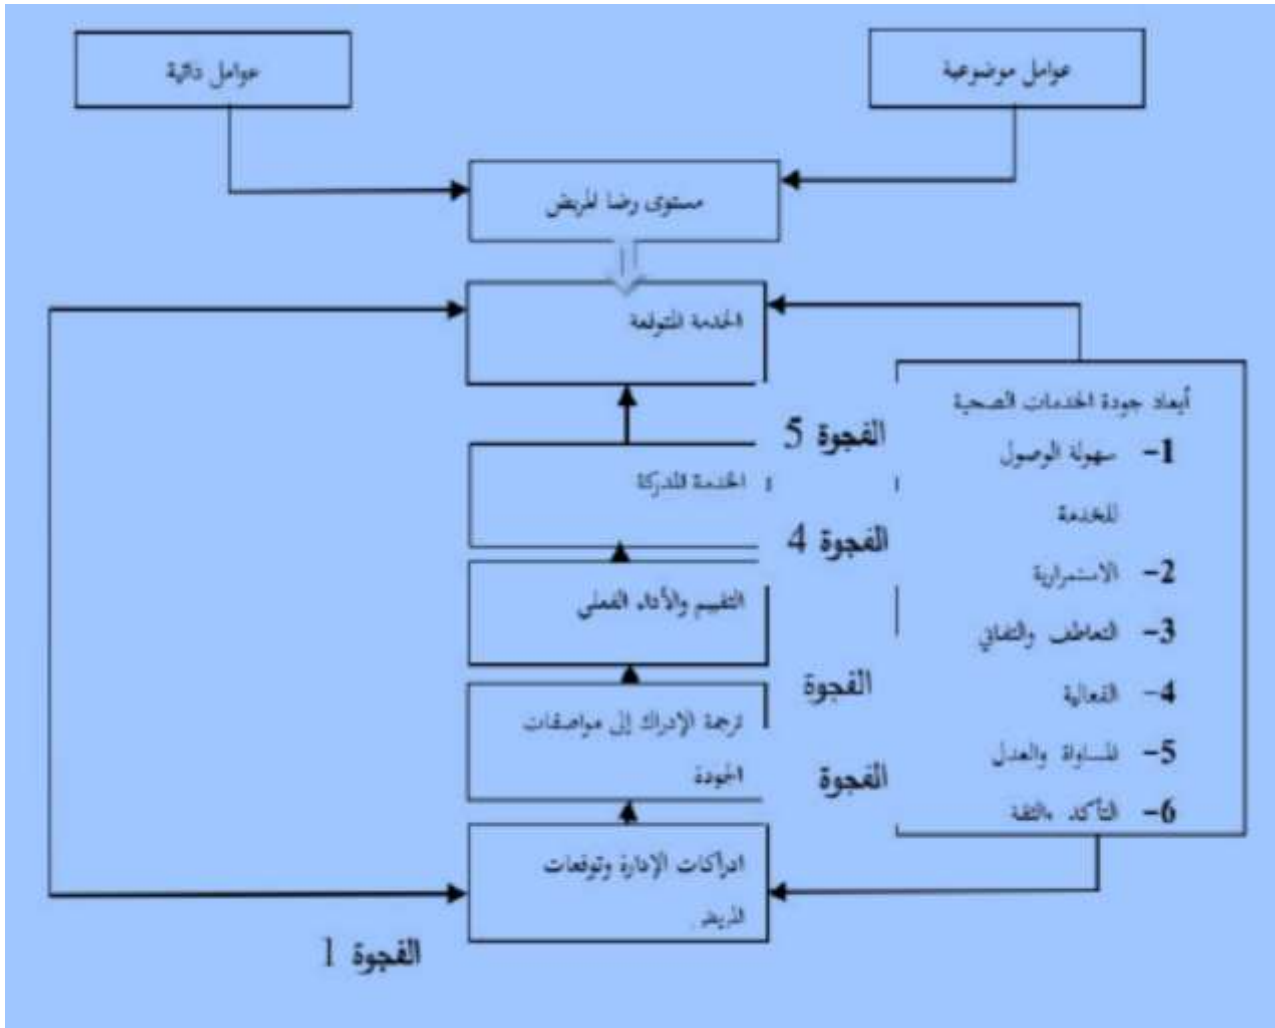 عوامل موضوعية
عوامل ذاتية
مستوى رضا المريض
الخدمة المتوقعة
أبعاد جودة الخدمات الصحية
1- سهولة الوصول
للخدمة
2- الاستمرارية
3- التعاطف والتفاني
4- الفعالية
5- المساواة والعدل
6- التأكد والثقة
الفجوة 5
الخدمة المدركة
الفجوة 4
التقييم والأداء الفعلي
الفجوة
ترجمة الإدراك إلى مواصفات
الجودة
الفجوة
ادراكات الإدارة وتوقعات
المريض
الفجوة 1